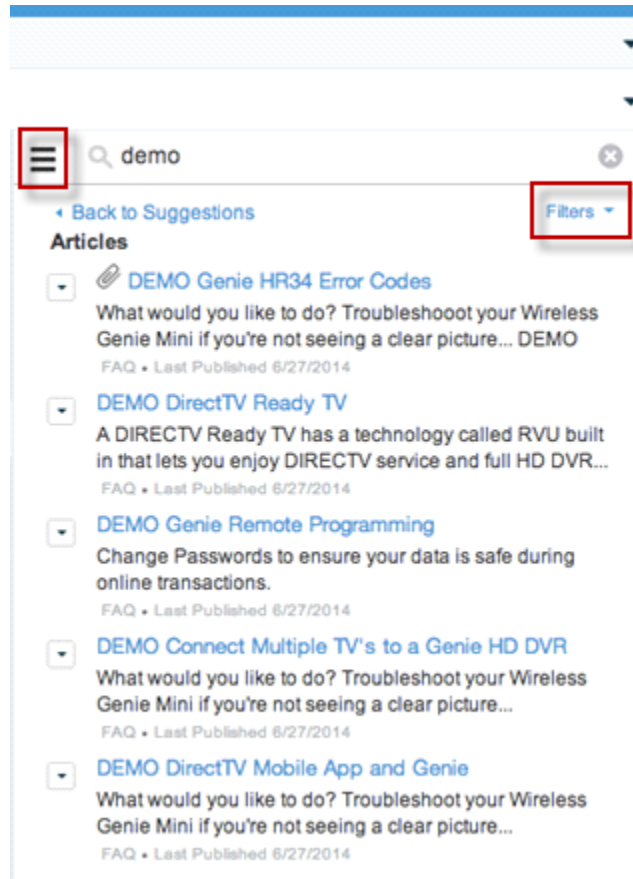 demo
Back to Suggestions
Filters
Articles
DEMO Genie HR34 Error Codes
What would you like to do? Troubleshooot your Wireless
Genie Mini if you're not seeing a clear picture... DEMO
FAQ • Last Published 6/27/2014
DEMO DirectTV Ready TV
A DIRECTV Ready TV has a technology called RVU built
in that lets you enjoy DIRECTV service and full HD DVR...
FAQ • Last Published 6/27/2014
DEMO Genie Remote Programming
Change Passwords to ensure your data is safe during
online transactions.
FAQ • Last Published 6/27/2014
DEMO Connect Multiple TV's to a Genie HD DVR
What would you like to do? Troubleshoot your Wireless
Genie Mini if you're not seeing a clear picture...
FAQ • Last Published 6/27/2014
DEMO DirectTV Mobile App and Genie
What would you like to do? Troubleshoot your Wireless
Genie Mini if you're not seeing a clear picture...
FAQ • Last Published 6/27/2014